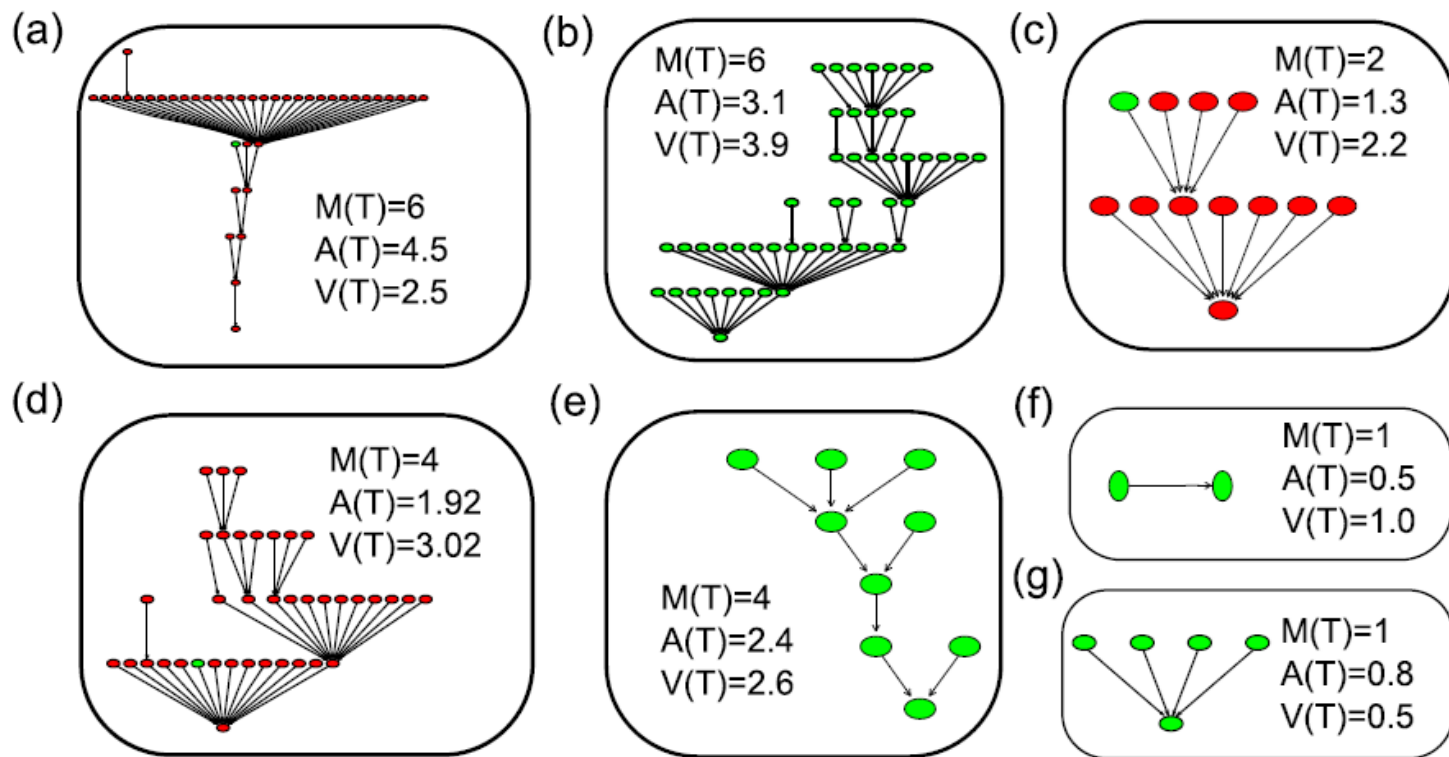 (a)
M(T)=6
A(T)=4.5
V(T)=2.5
(b)
M(T)=6
A(T)=3.1
V(T)=3.9
(c)
M(T)=2
A(T)=1.3
V(T)=2.2
(d)
M(T)=4
A(T)=1.92
V(T)=3.02
(e)
M(T)=4
A(T)=2.4
V(T)=2.6
(f)
M(T)=1
A(T)=0.5
V(T)=1.0
(g)
M(T)=1
A(T)=0.8
V(T)=0.5